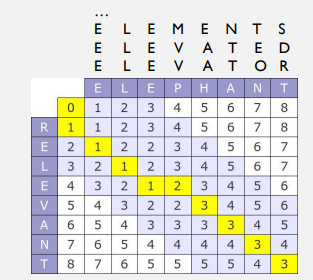 ...
E L E M E N T S
E L E V A T E D
E L E V A T O R
E L E P H A N T
0 1 2 3 4 5 6 7 8
R 1 1 2 3 4 5 6 7 8
E 2 1 2 2 3 4 5 6 7
L 3 2 1 2 3 4 5 6 7
E 4 3 2 1 2 3 4 5 6
V 5 4 3 2 2 3 4 5 6
A 6 5 4 3 3 3 3 4 5
N 7 6 5 4 4 4 4 3 4
T 8 7 6 5 5 5 5 4 3